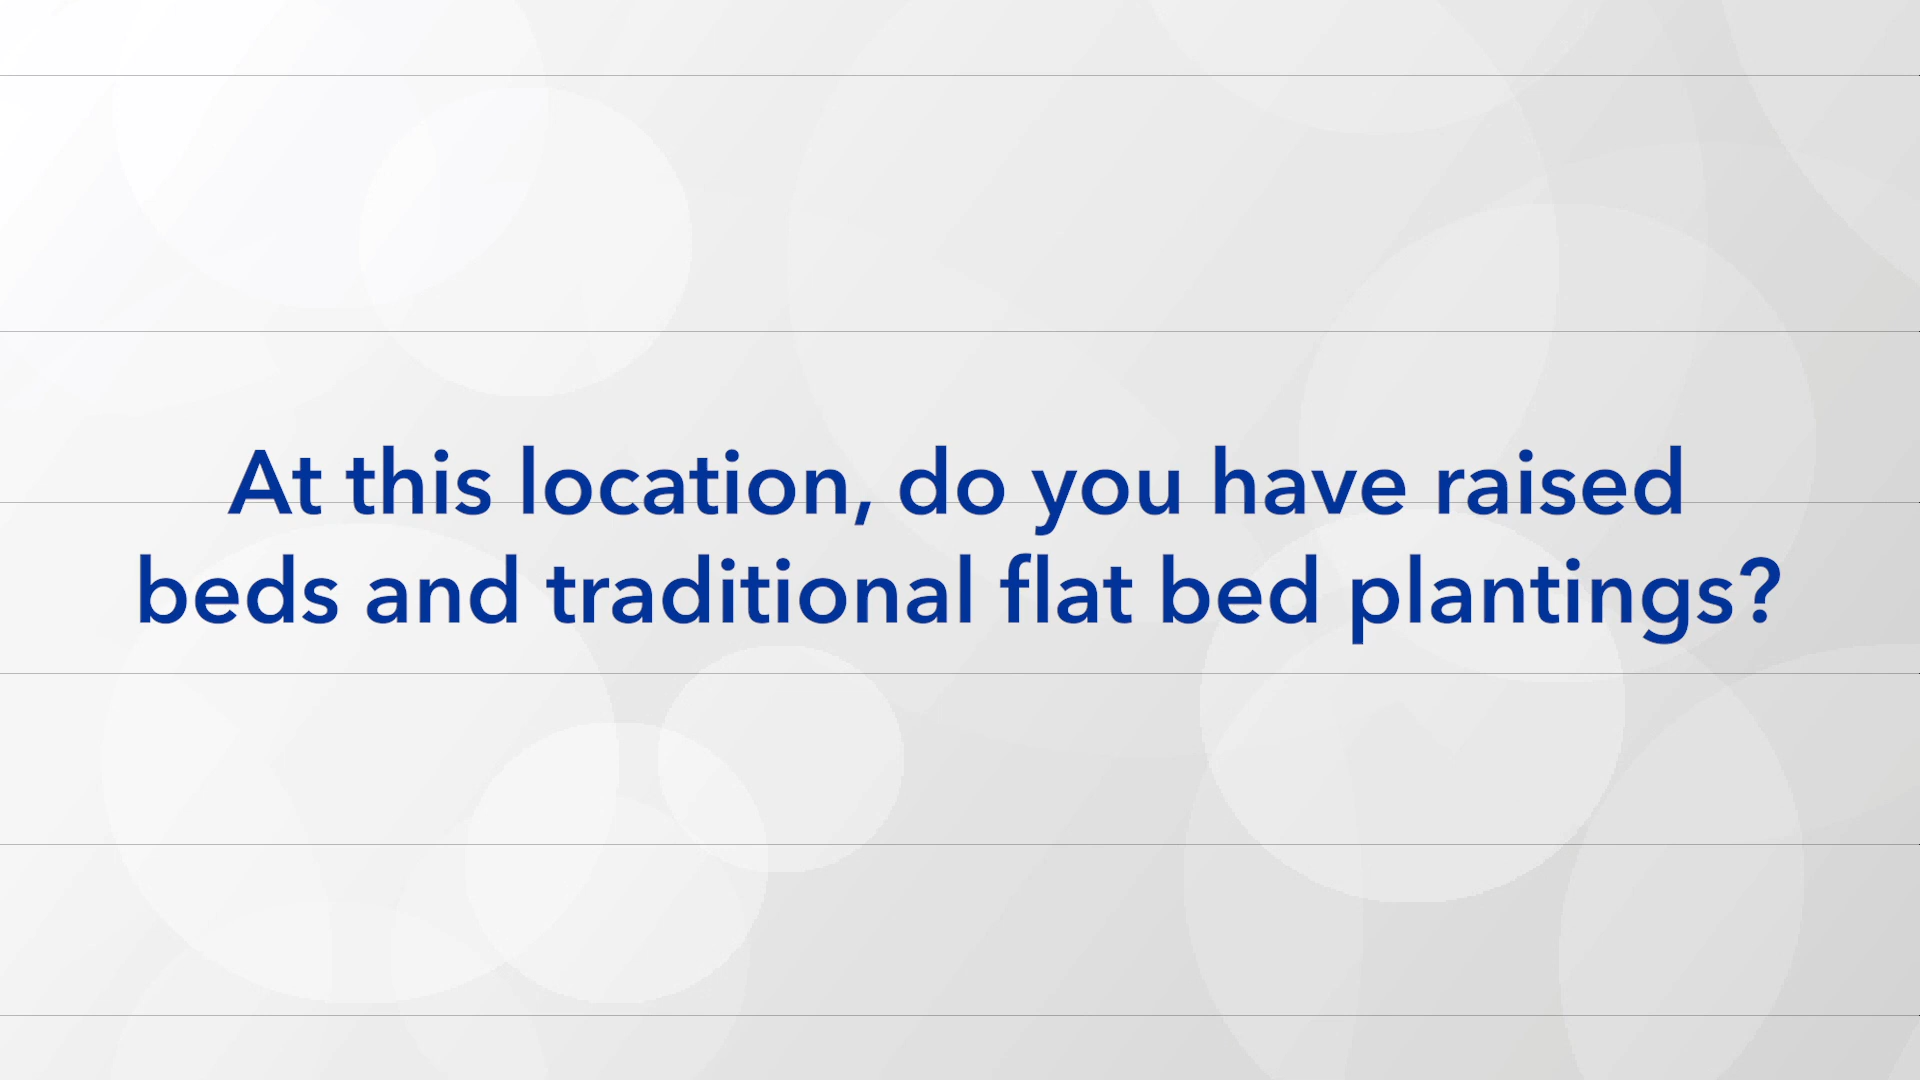 At this location, do you have raised
beds and traditional flat bed plantings?